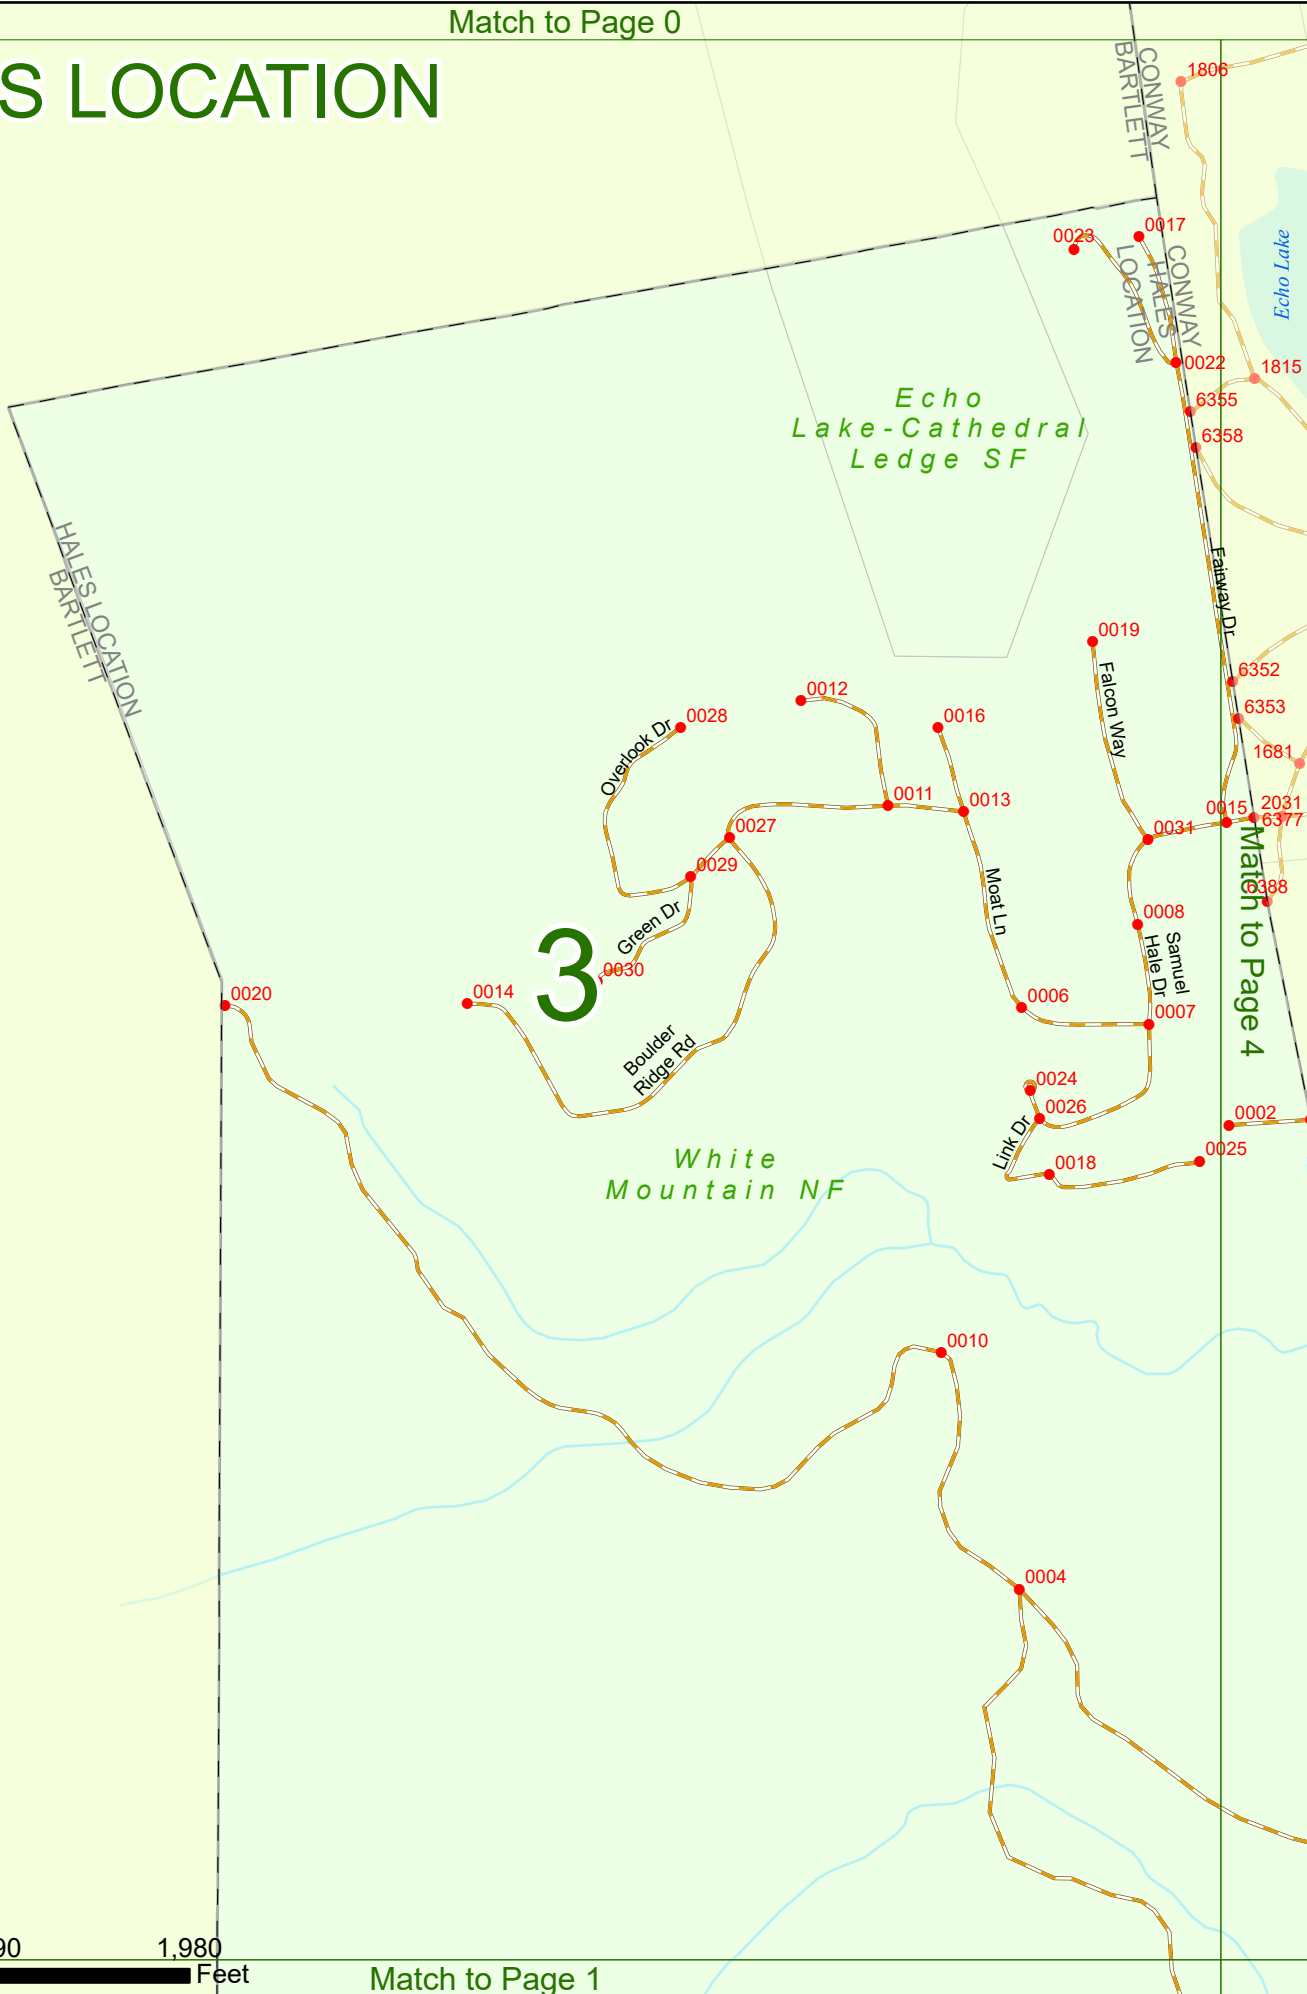 Match to Page 0
S LOCATION
CONWAY
BARTLETT
1806
0023
0017
CONWAY
HALES
LOCATION
Echo Lake
0022
1815
6355
6358
Echo
Lake-Cathedral
Ledge SF
HALES LOCATION
BARTLETT
Fairway Dr
0019
Falcon Way
6352
6353
1681
0012
0028
Overlook Dr
0016
0011
0013
0015
2031
6377
0031
0027
0029
Match to Page 4
6388
Moat Ln
Green Dr
0008
Samuel
Hale Dr
3
0030
0020
0014
0006
0007
Boulder
Ridge Rd
0024
0026
0002
Link Dr
0018
0025
White
Mountain NF
0010
0004
90
1,980
Feet
Match to Page 1